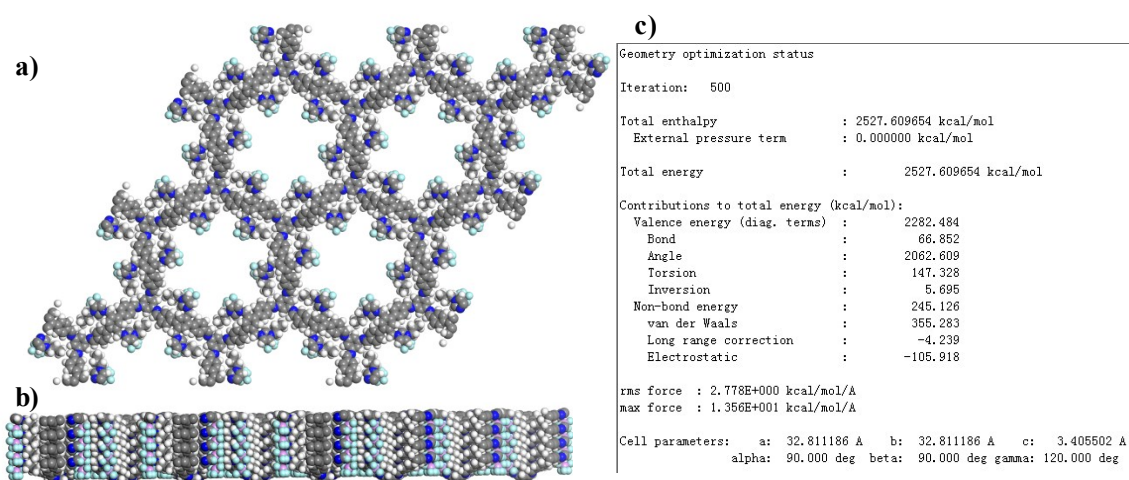 a)
b)
c)
Geometry optimization status
Iteration: 500
Total enthalpy : 2527.609654 kcal/mol
External pressure term : 0.000000 kcal/mol
Total energy : 2527.609654 kcal/mol
Contributions to total energy (kcal/mol):
Valence energy (diag. terms) : 2282.484
Bond : 66.852
Angle : 2062.609
Torsion : 147.328
Inversion : 5.695
Non-bond energy : 245.126
van der Waals : 355.283
Long range correction : -4.239
Electrostatic : -105.918
rms force : 2.778E+000 kcal/mol/A
max force : 1.356E+001 kcal/mol/A
Cell parameters: a: 32.811186 A b: 32.811186 A c: 3.405502 A
alpha: 90.000 deg beta: 90.000 deg gamma: 120.000 deg